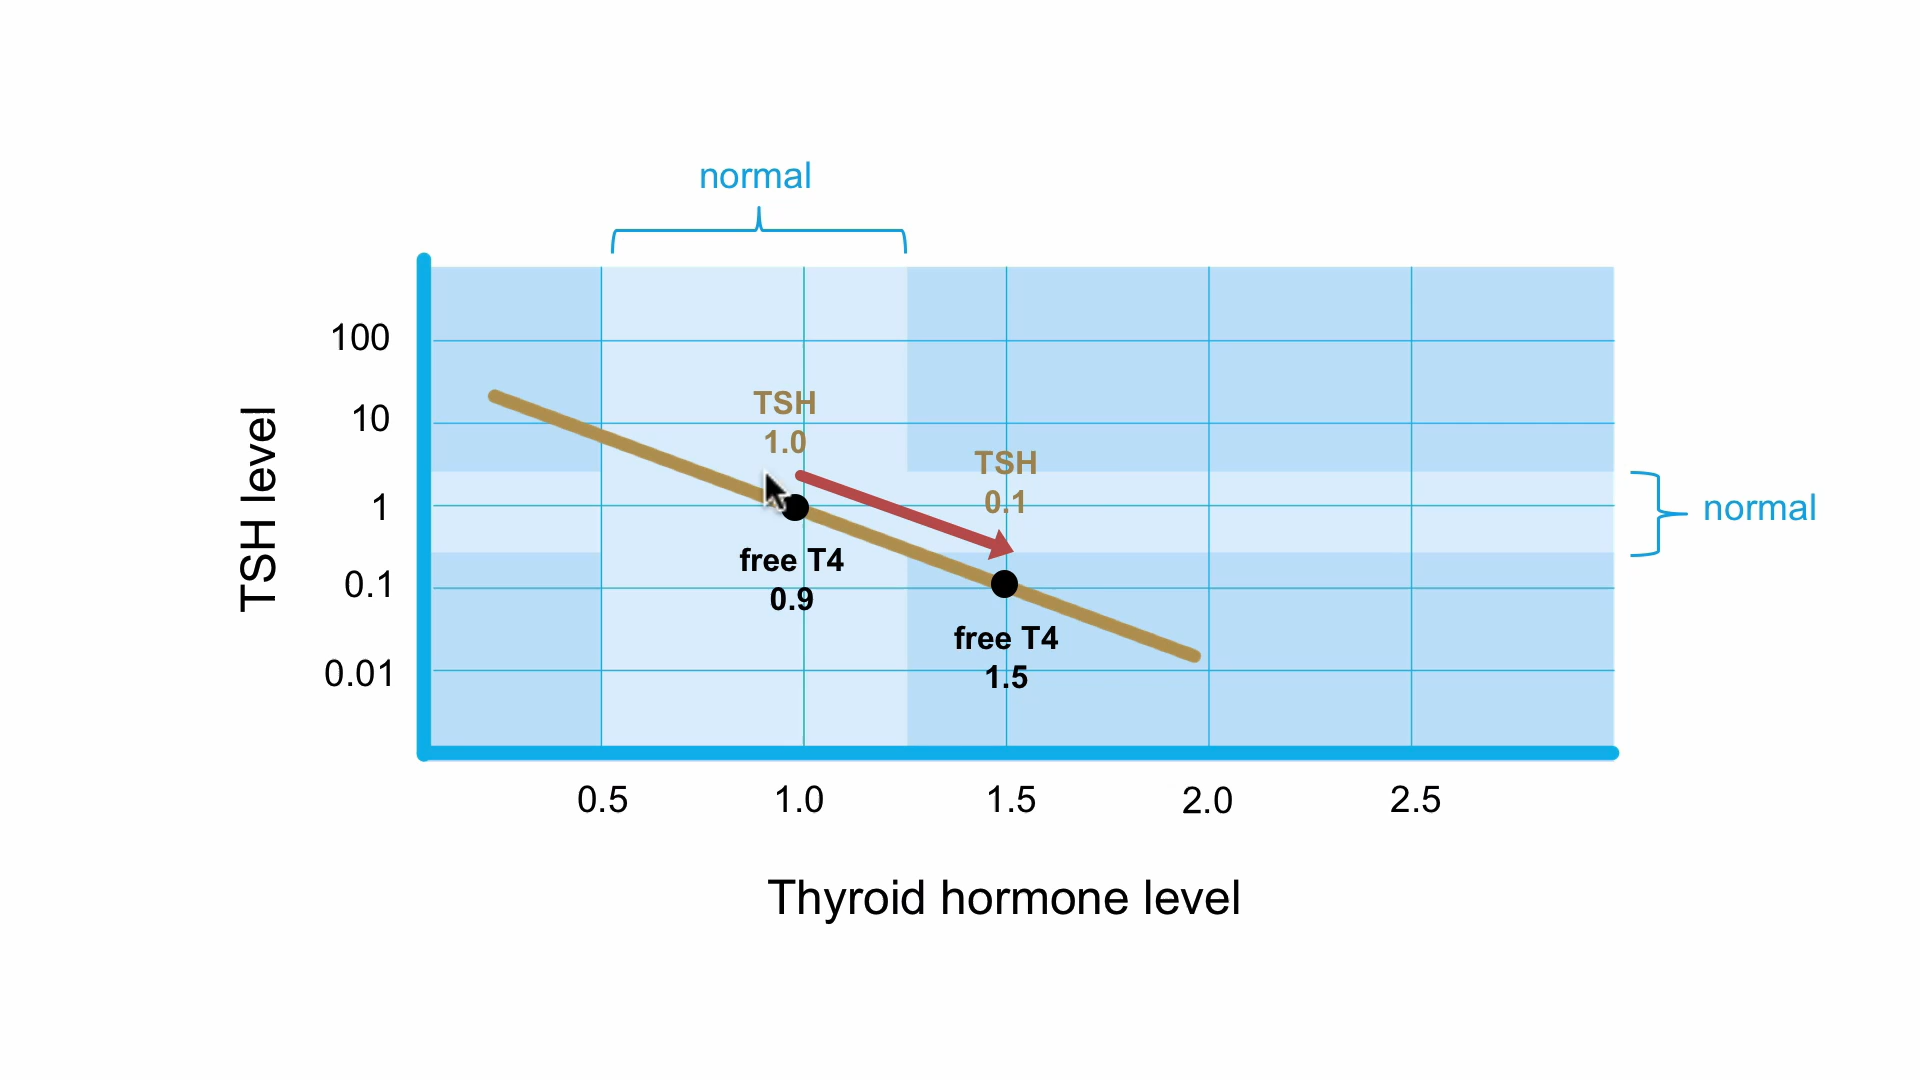 normal
100
10
1
0.1
0.01
TSH level
TSH
1.0
TSH
0.1
free T4
0.9
free T4
1.5
normal
0.5
1.0
1.5
2.0
2.5
Thyroid hormone level